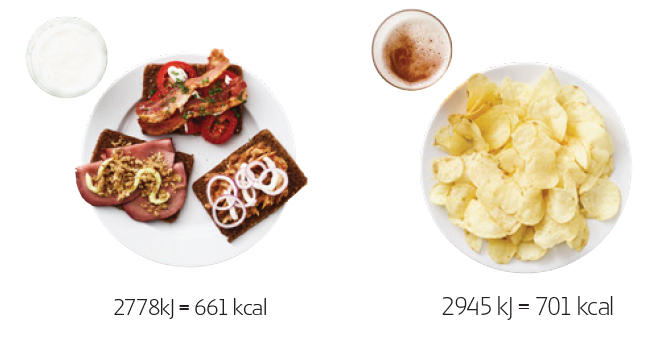 2778kJ = 661 kcal
2945 kJ = 701 kcal